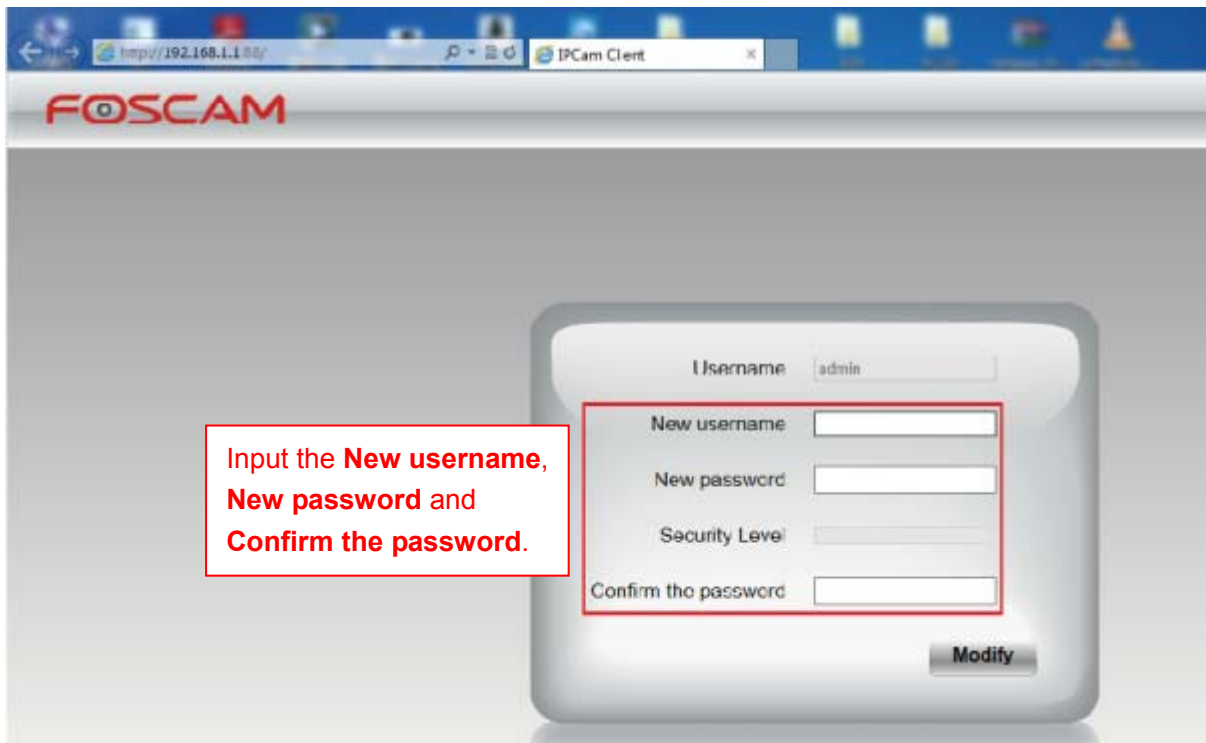 http://192.168.1.1:88/
IPCam Client
FOSCAM
Username admin
New username
Input the New username,
New password and
Confirm the password.
New password
Security Level
Confirm the password
Modify